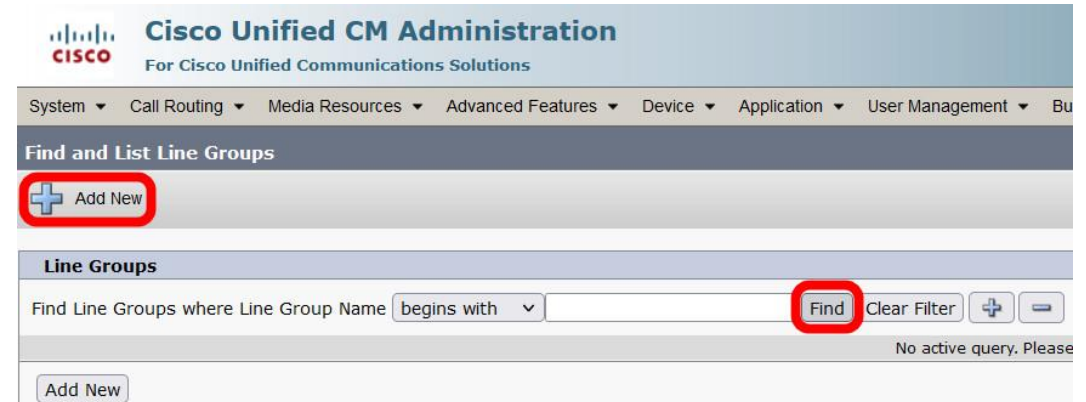 CISCO
Cisco Unified CM Administration
For Cisco Unified Communications Solutions
System Call Routing Media Resources Advanced Features Device Application User Management Bu
Find and List Line Groups
Add New
Line Groups
Find Line Groups where Line Group Name begins with Find Clear Filter
No active query. Please
Add New